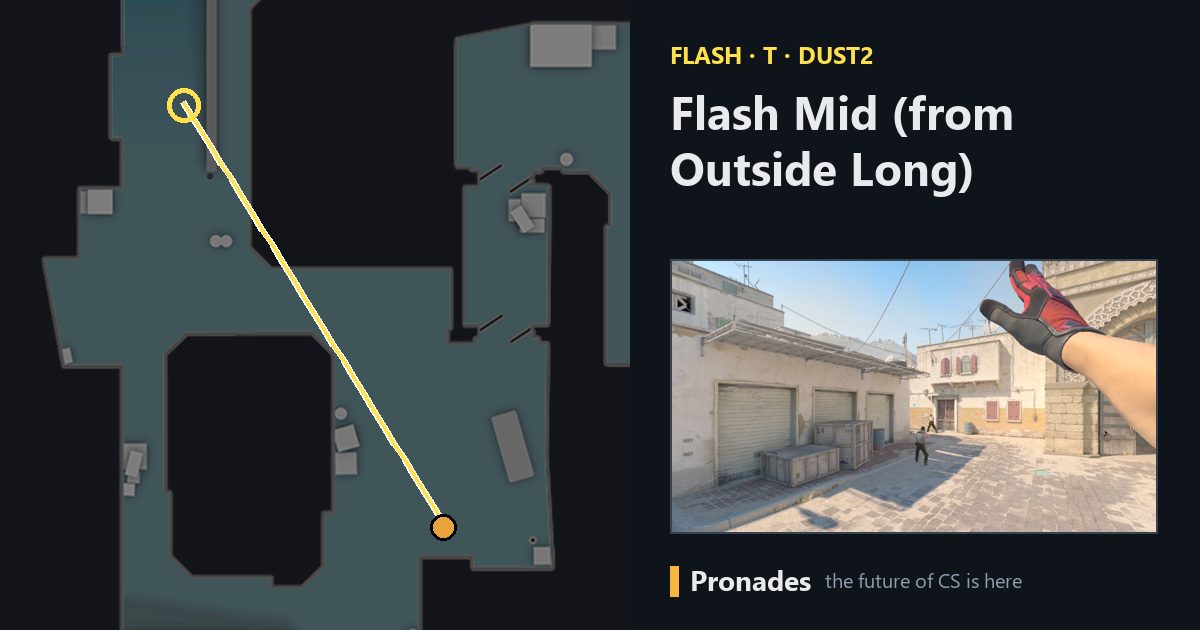 FLASH · T · DUST2
Flash Mid (from
Outside Long)
Pronades the future of CS is here